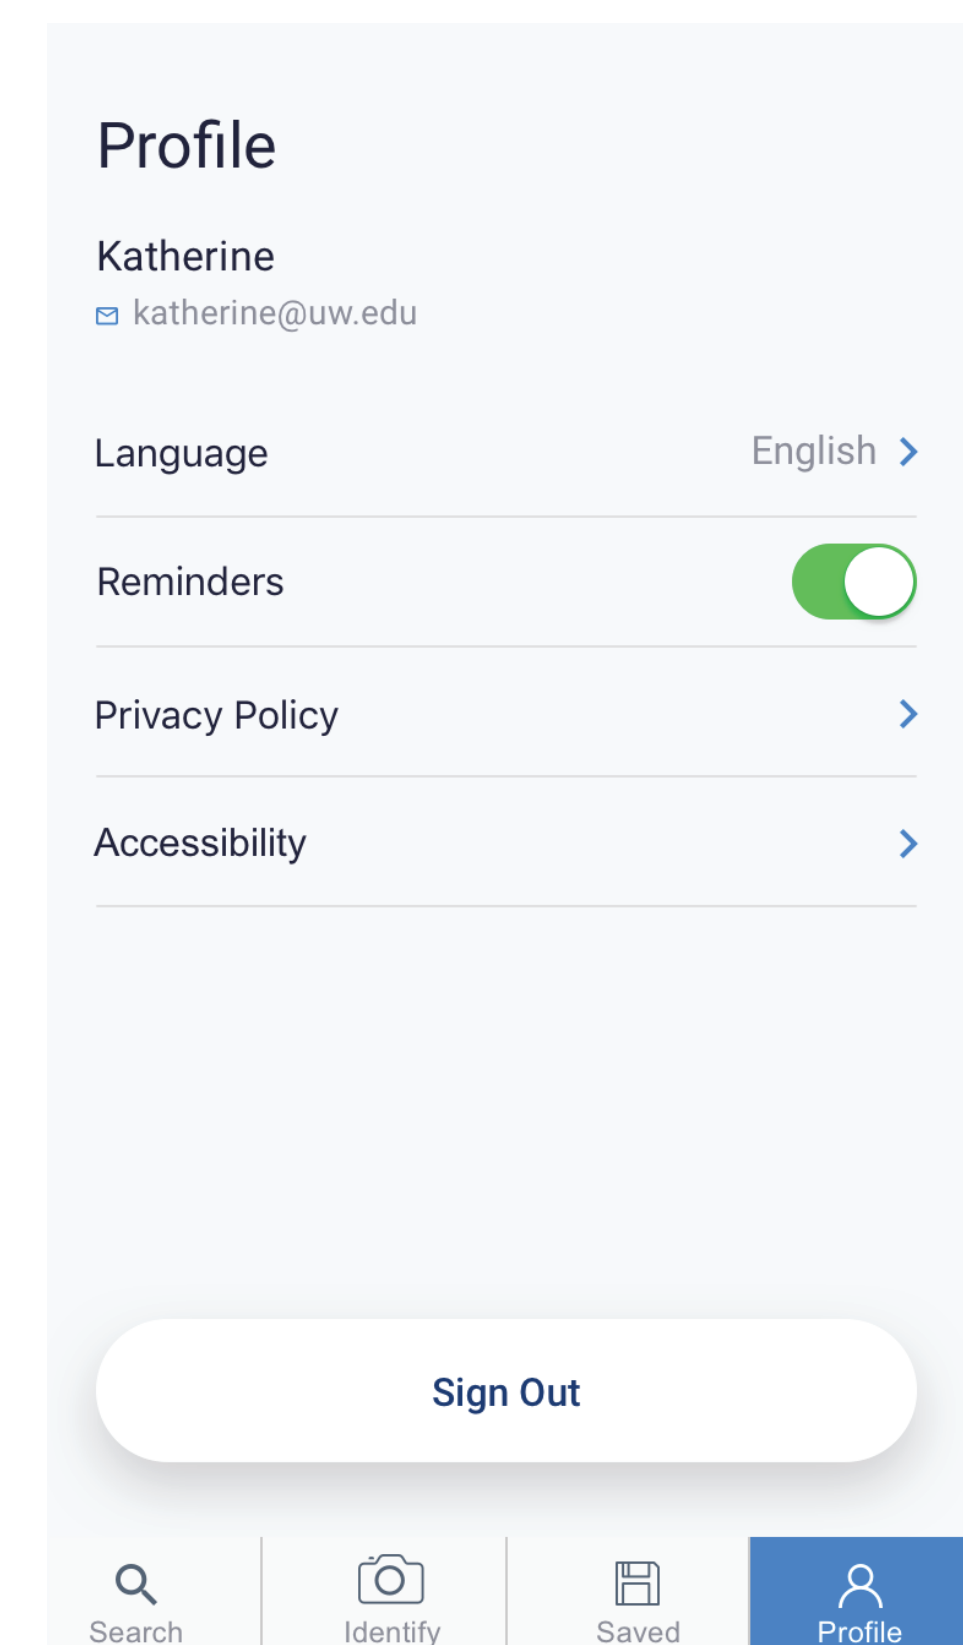 Profile
Katherine
katherine@uw.edu
Language English
Reminders
Privacy Policy
Accessibility
Sign Out
Search Identify Saved Profile